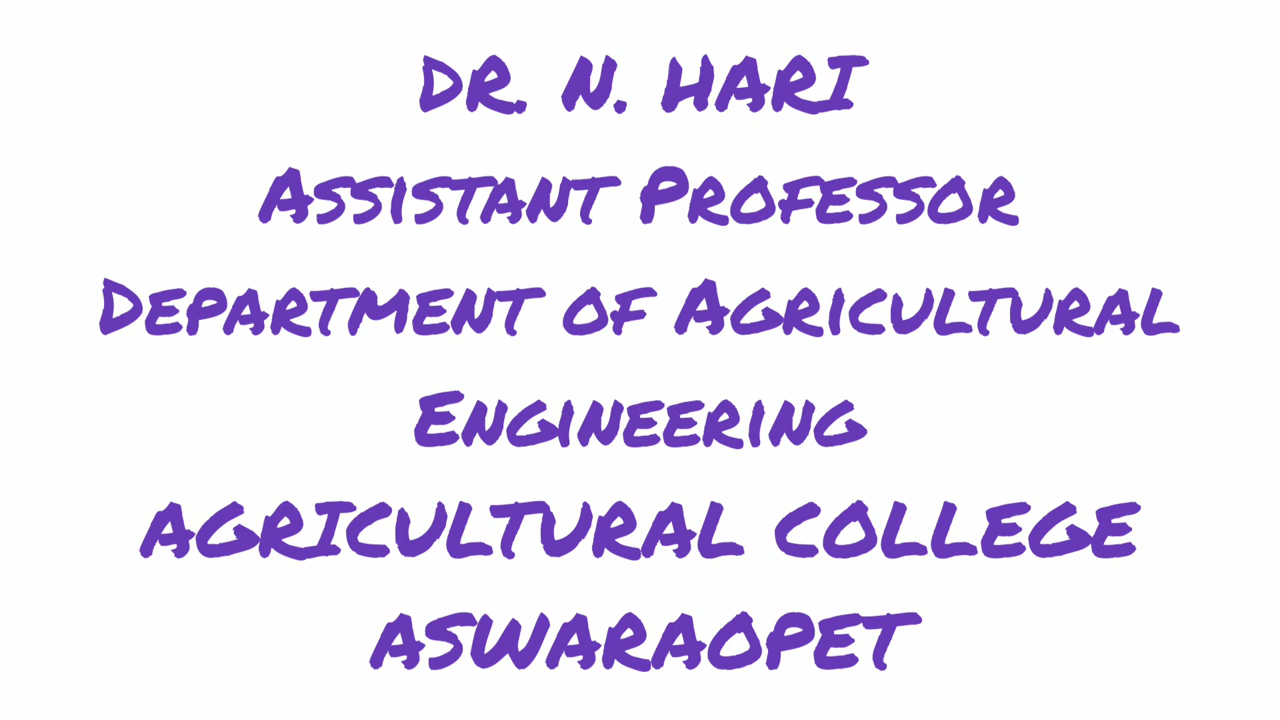 DR. N. HARI
Assistant Professor
Department of Agricultural
Engineering
AGRICULTURAL COLLEGE
ASWARAOPET